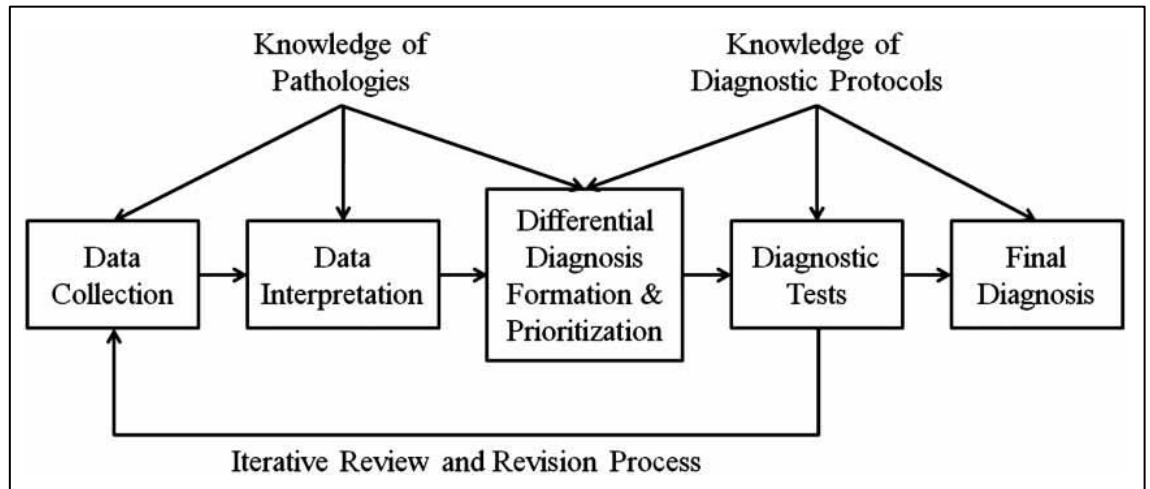 Knowledge of
Pathologies
Knowledge of
Diagnostic Protocols
Data
Collection
Data
Interpretation
Differential
Diagnosis
Formation &
Prioritization
Diagnostic
Tests
Final
Diagnosis
Iterative Review and Revision Process